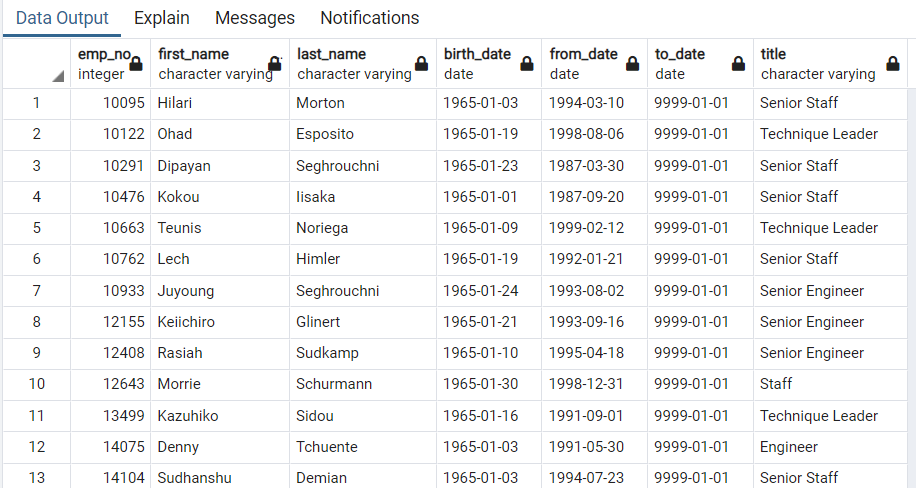 Data Output Explain Messages Notifications
emp_no first_name last_name birth_date from_date to_date title
integer character varying character varying date date date character varying
1 10095 Hilari Morton 1965-01-03 1994-03-10 9999-01-01 Senior Staff
2 10122 Ohad Esposito 1965-01-19 1998-08-06 9999-01-01 Technique Leader
3 10291 Dipayan Seghrouchni 1965-01-23 1987-03-30 9999-01-01 Senior Staff
4 10476 Kokou Iisaka 1965-01-01 1987-09-20 9999-01-01 Senior Staff
5 10663 Teunis Noriega 1965-01-09 1999-02-12 9999-01-01 Technique Leader
6 10762 Lech Himler 1965-01-19 1992-01-21 9999-01-01 Senior Staff
7 10933 Juyoung Seghrouchni 1965-01-24 1993-08-02 9999-01-01 Senior Engineer
8 12155 Keiichiro Glinert 1965-01-21 1993-09-16 9999-01-01 Senior Engineer
9 12408 Rasiah Sudkamp 1965-01-10 1995-04-18 9999-01-01 Senior Engineer
10 12643 Morrie Schurmann 1965-01-30 1998-12-31 9999-01-01 Staff
11 13499 Kazuhiko Sidou 1965-01-16 1991-09-01 9999-01-01 Technique Leader
12 14075 Denny Tchuente 1965-01-03 1991-05-30 9999-01-01 Engineer
13 14104 Sudhanshu Demian 1965-01-03 1994-07-23 9999-01-01 Senior Staff